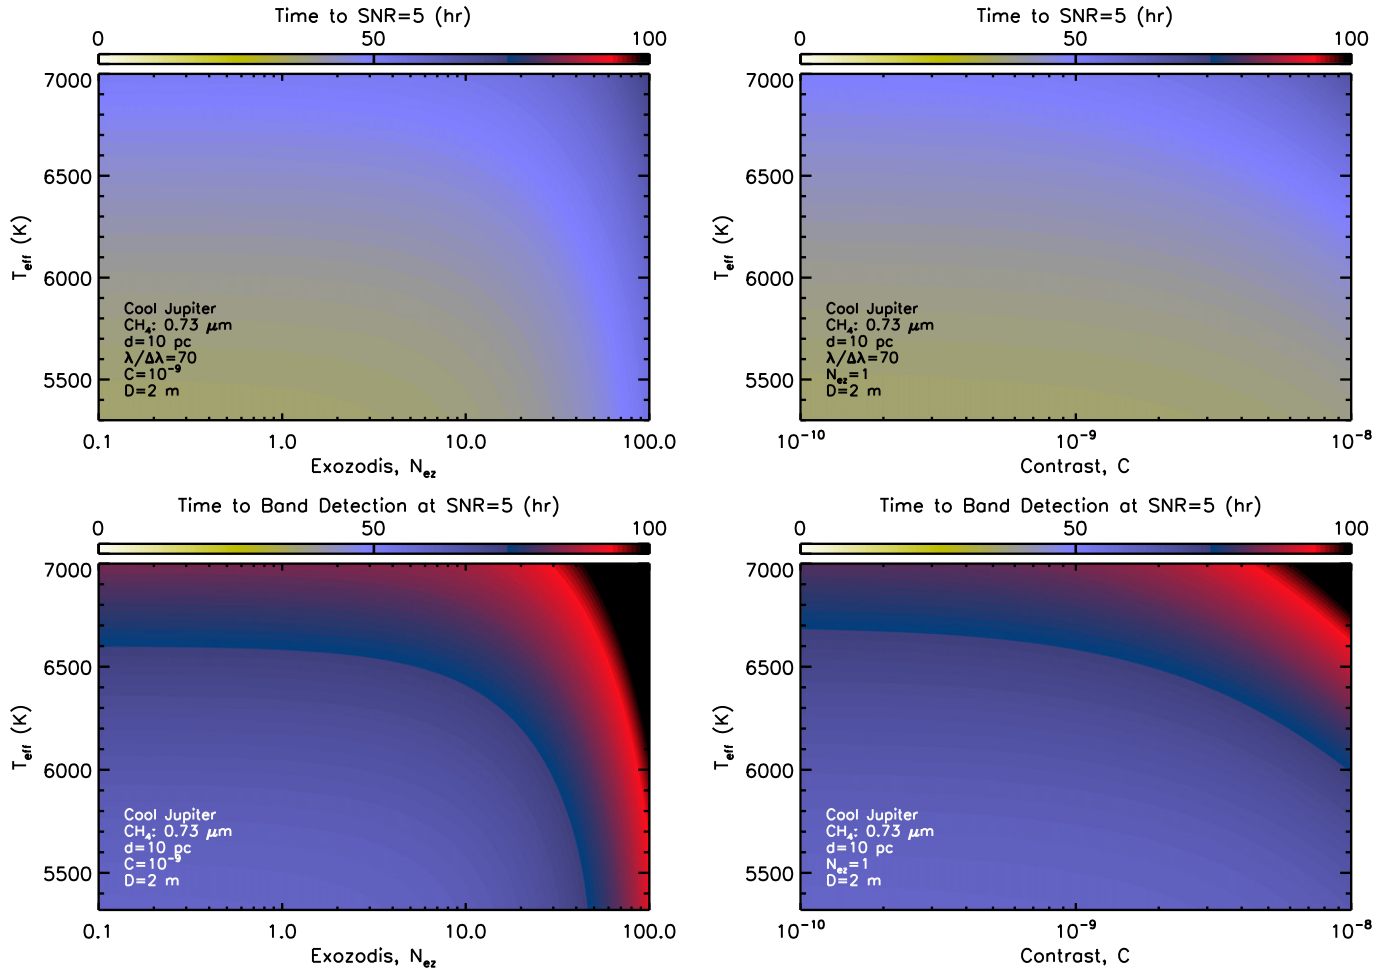 Time to SNR=5 (hr)
0 50 100
7000
6500
6000
5500
T_eff (K)
Cool Jupiter
CH₄: 0.73 μm
d=10 pc
λ/Δλ=70
C=10⁻⁹
D=2 m
0.1 1.0 10.0 100.0
Exozodis, N_ez
Time to SNR=5 (hr)
0 50 100
7000
6500
6000
5500
T_eff (K)
Cool Jupiter
CH₄: 0.73 μm
d=10 pc
λ/Δλ=70
N_ez=1
D=2 m
10⁻¹⁰ 10⁻⁹ 10⁻⁸
Contrast, C
Time to Band Detection at SNR=5 (hr)
0 50 100
7000
6500
6000
5500
T_eff (K)
Cool Jupiter
CH₄: 0.73 μm
d=10 pc
C=10⁻⁹
D=2 m
0.1 1.0 10.0 100.0
Exozodis, N_ez
Time to Band Detection at SNR=5 (hr)
0 50 100
7000
6500
6000
5500
T_eff (K)
Cool Jupiter
CH₄: 0.73 μm
d=10 pc
N_ez=1
D=2 m
10⁻¹⁰ 10⁻⁹ 10⁻⁸
Contrast, C